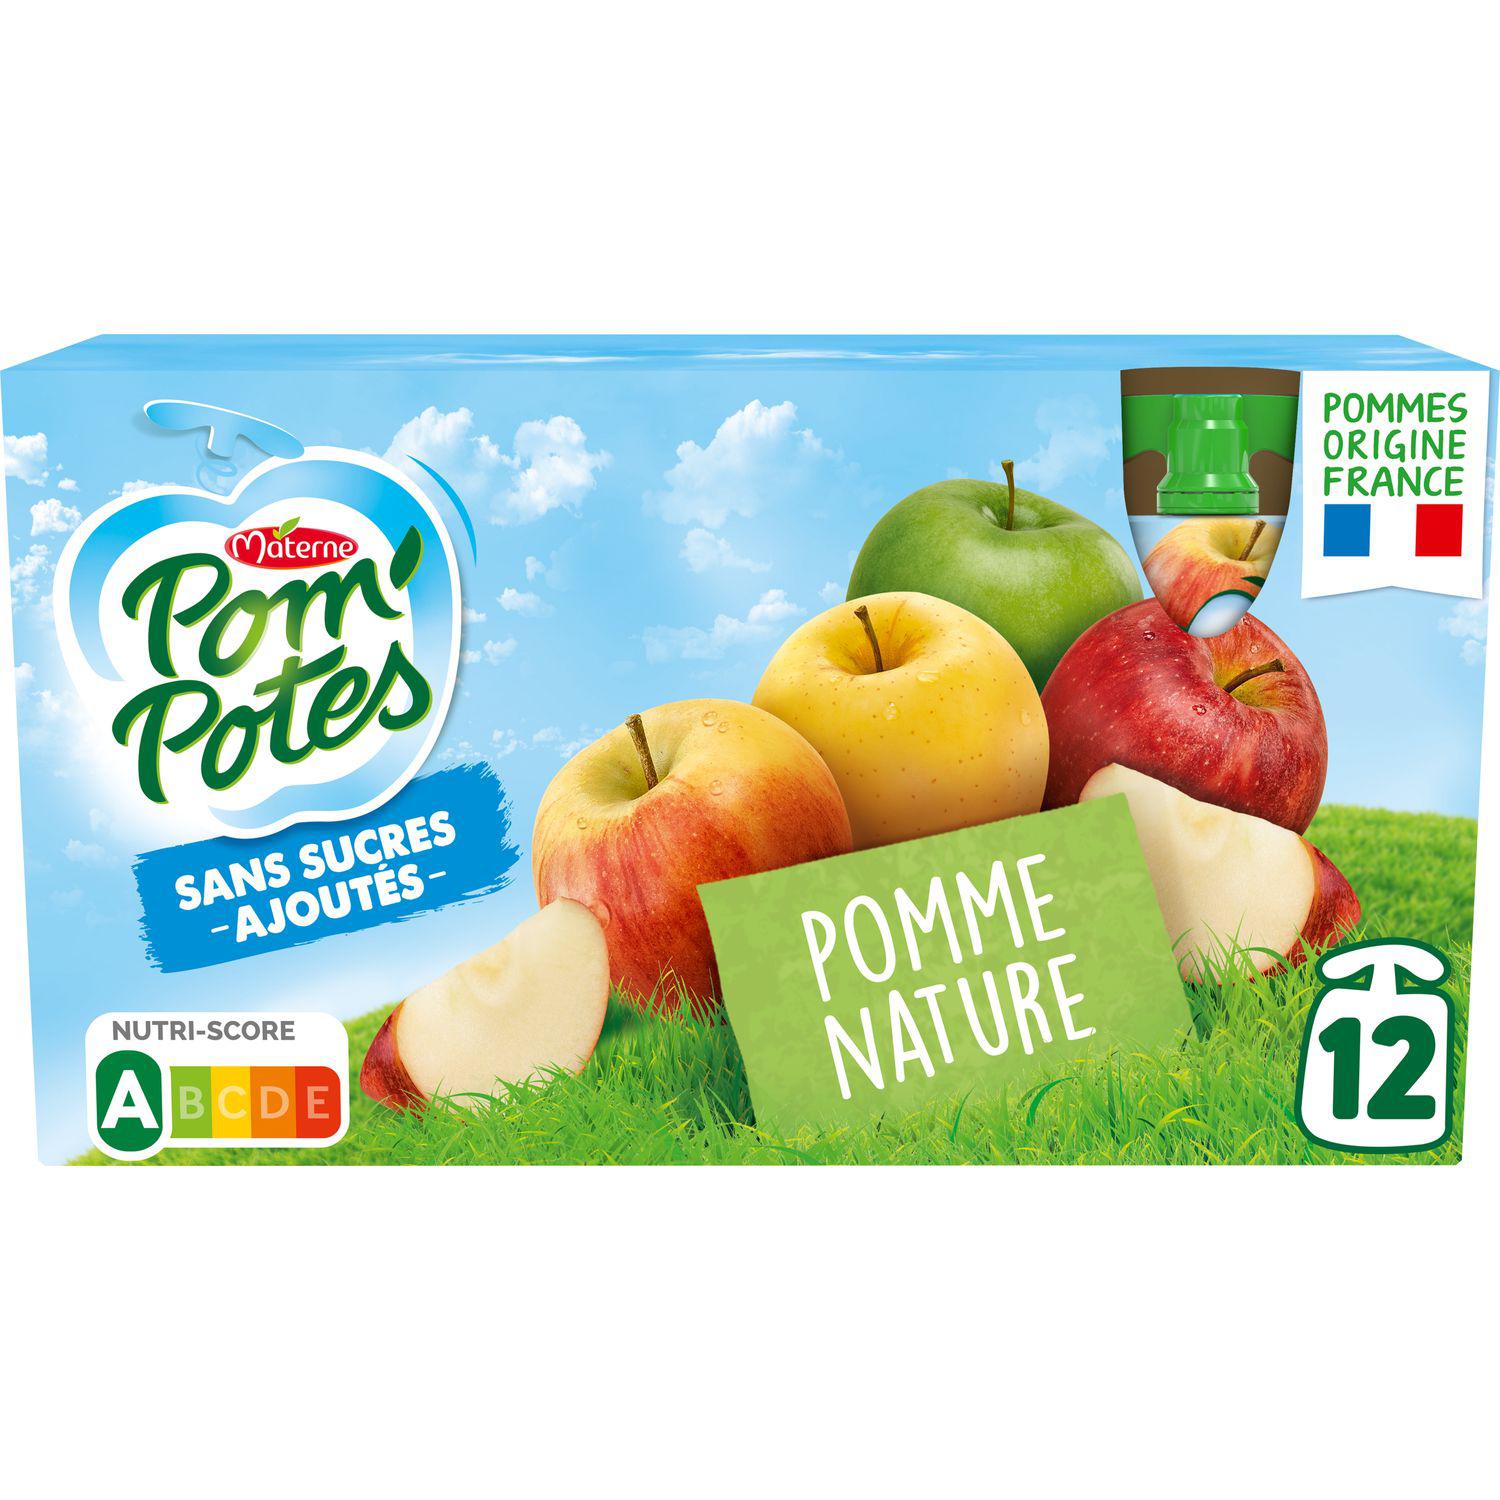 Materne
Pom'
Potes
SANS SUCRES
-AJOUTÉS-
NUTRI-SCORE
A B C D E
POMME
NATURE
POMMES
ORIGINE
FRANCE
12